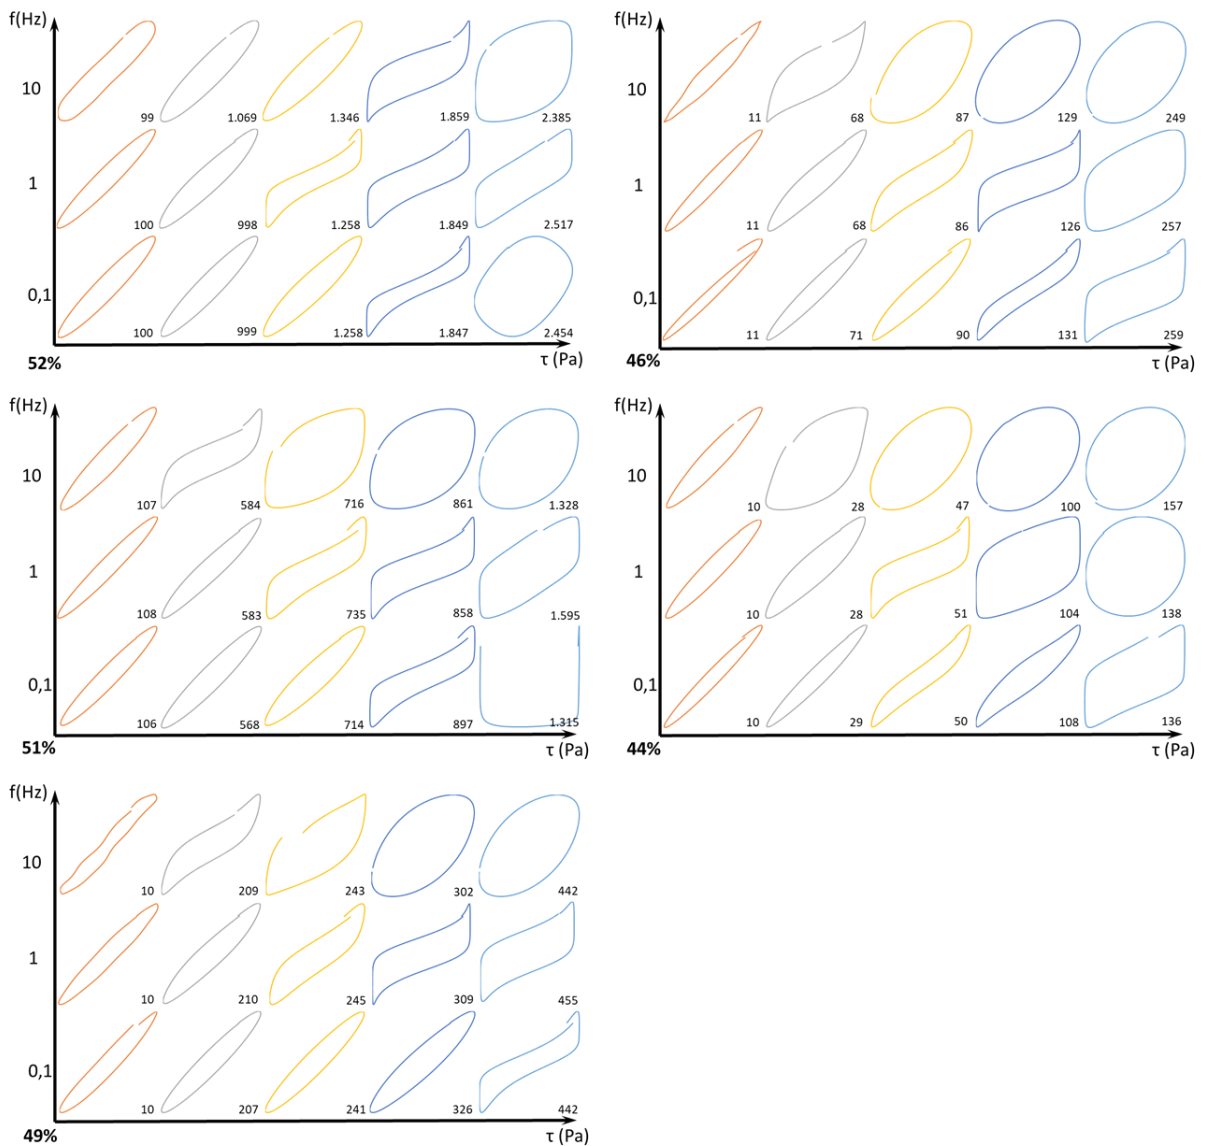 f(Hz)
10
99 1.069 1.346 1.859 2.385
1
100 998 1.258 1.849 2.517
0,1
100 999 1.258 1.847 2.454
52% τ (Pa)
f(Hz)
10
11 68 87 129 249
1
11 68 86 126 257
0,1
11 71 90 131 259
46% τ (Pa)
f(Hz)
10
107 584 716 861 1.328
1
108 583 735 858 1.595
0,1
106 568 714 897 1.315
51% τ (Pa)
f(Hz)
10
10 28 47 100 157
1
10 28 51 104 138
0,1
10 29 50 108 136
44% τ (Pa)
f(Hz)
10
10 209 243 302 442
1
10 210 245 309 455
0,1
10 207 241 326 442
49% τ (Pa)